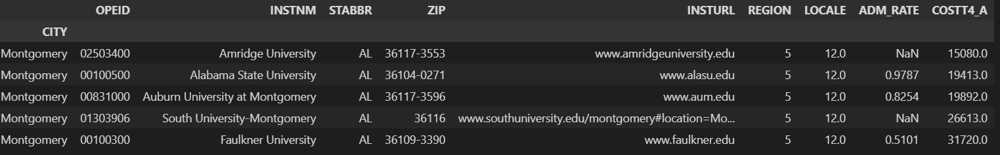 OPEID INSTNM STABBR ZIP INSTURL REGION LOCALE ADM_RATE COSTT4_A
CITY
Montgomery 02503400 Amridge University AL 36117-3553 www.amridgeuniversity.edu 5 12.0 NaN 15080.0
Montgomery 00100500 Alabama State University AL 36104-0271 www.alasu.edu 5 12.0 0.9787 19413.0
Montgomery 00831000 Auburn University at Montgomery AL 36117-3596 www.aum.edu 5 12.0 0.8254 19892.0
Montgomery 01303906 South University-Montgomery AL 36116 www.southuniversity.edu/montgomery#location=Mo... 5 12.0 NaN 26613.0
Montgomery 00100300 Faulkner University AL 36109-3390 www.faulkner.edu 5 12.0 0.5101 31720.0